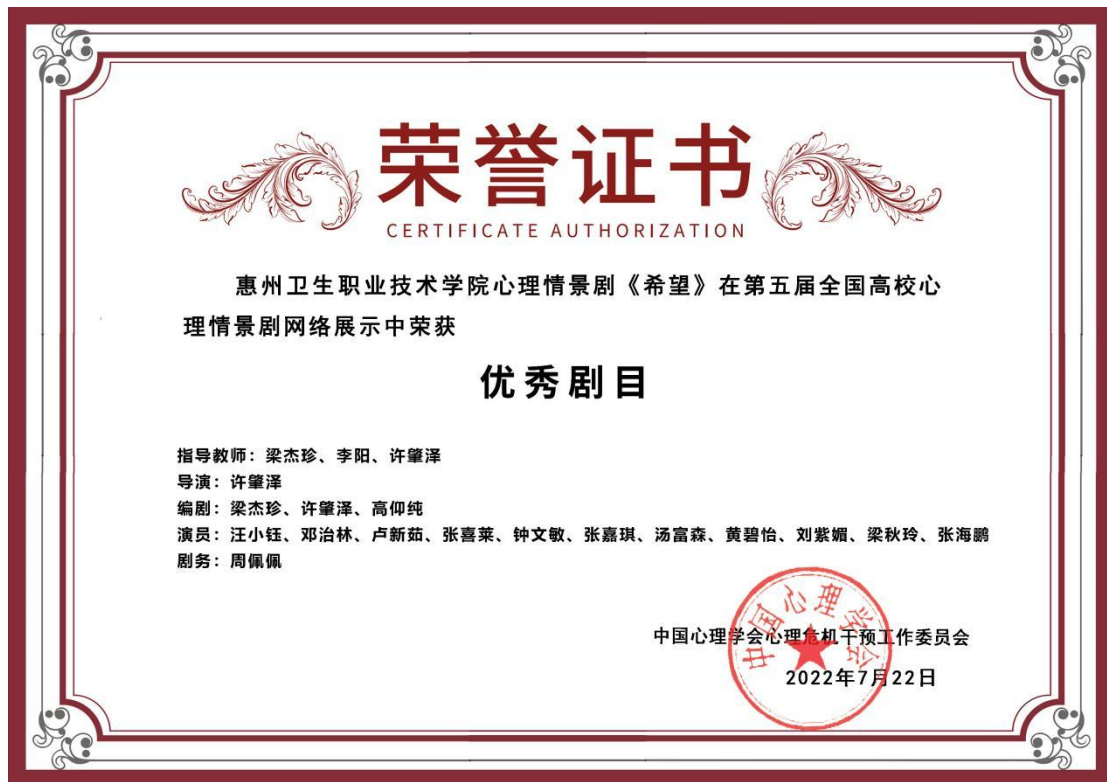 荣誉证书
CERTIFICATE AUTHORIZATION
惠州卫生职业技术学院心理情景剧《希望》在第五届全国高校心
理情景剧网络展示中荣获
优秀剧目
指导教师：梁杰珍、李阳、许肇泽
导演：许肇泽
编剧：梁杰珍、许肇泽、高仰纯
演员：汪小钰、邓治林、卢新茹、张喜莱、钟文敏、张嘉琪、汤富森、黄碧怡、刘紫媚、梁秋玲、张海鹏
剧务：周佩佩
中国心理学会
中国心理学会心理危机干预工作委员会
2022年7月22日